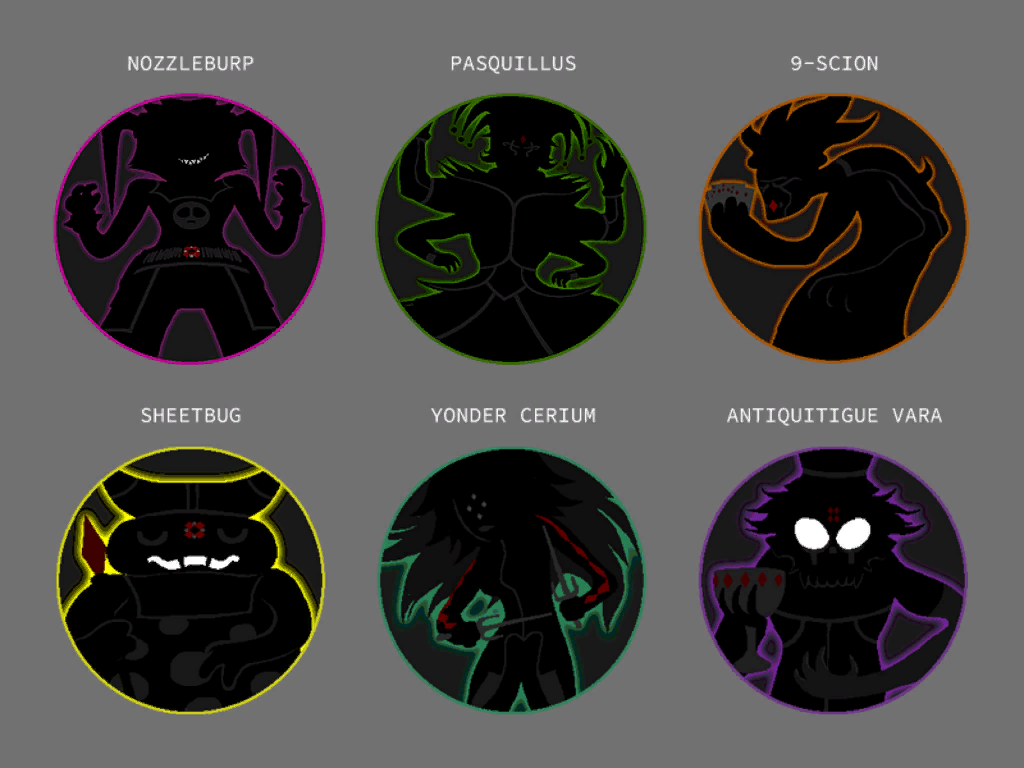 NOZZLEBURP
PASQUILLUS
9-SCION
SHEETBUG
YONDER CERIUM
ANTIQUITIGUE VARA